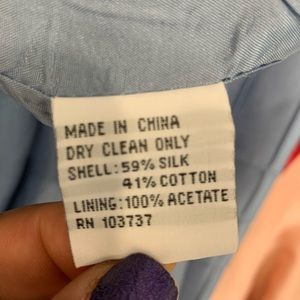 MADE IN CHINA
DRY CLEAN ONLY
SHELL: 59% SILK
41% COTTON
LINING: 100% ACETATE
RN 103737